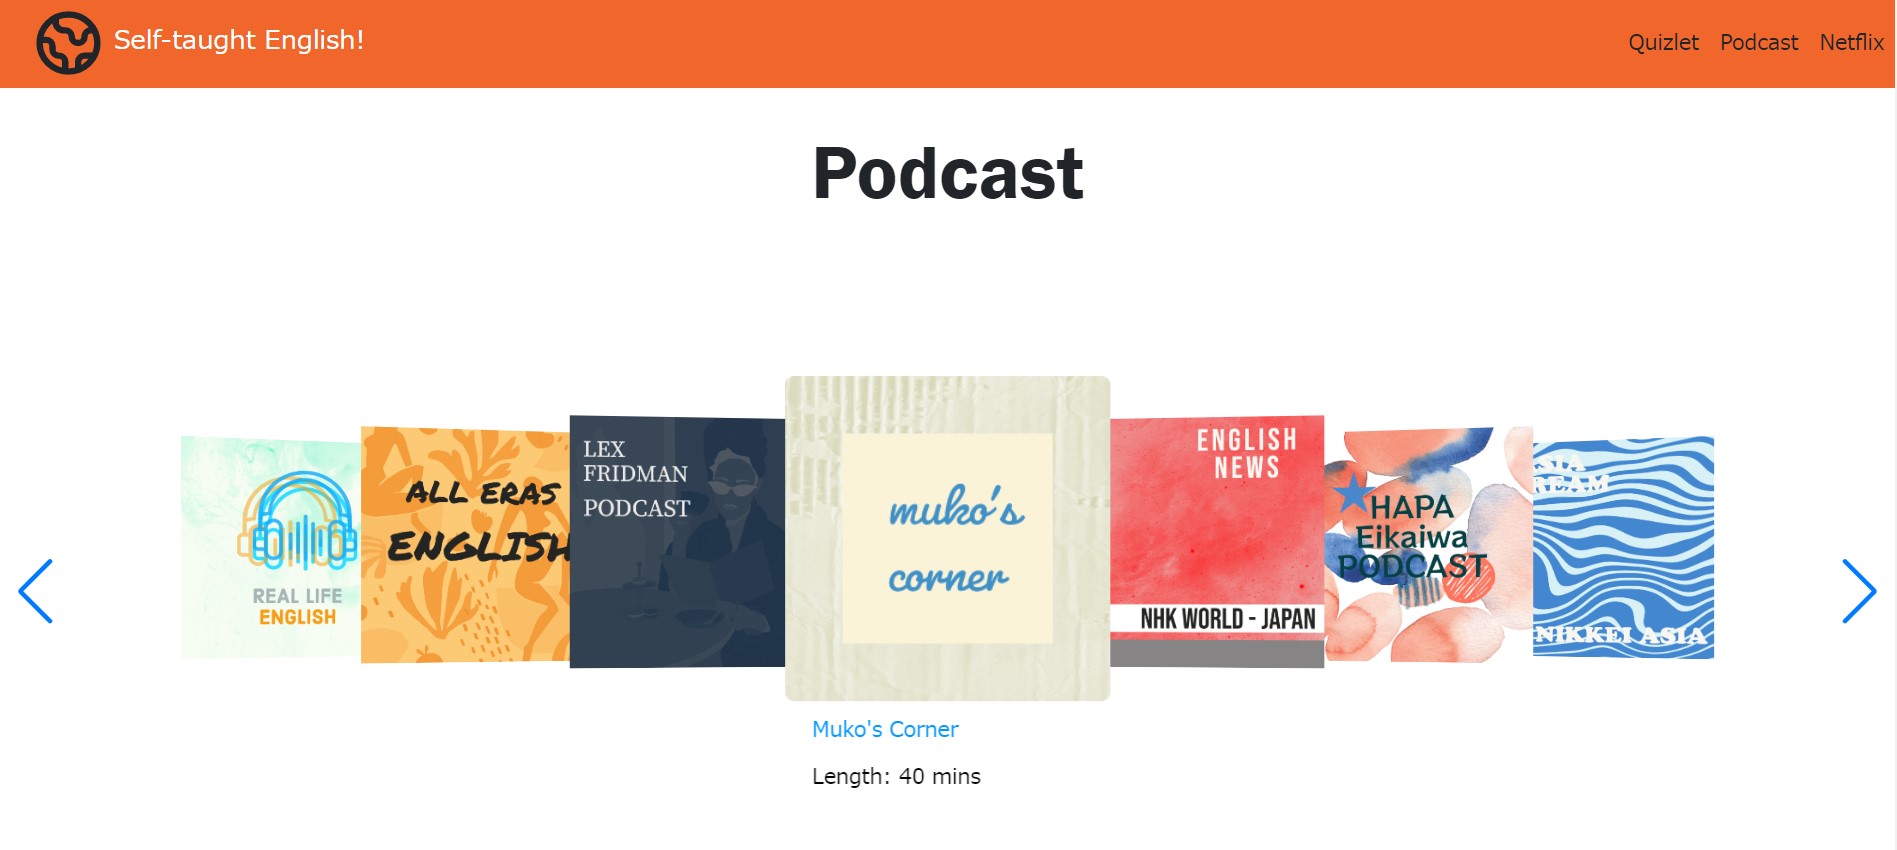 Self-taught English!
Quizlet Podcast Netflix
Podcast
REAL LIFE
ENGLISH
ALL ERAS
ENGLISH
LEX
FRIDMAN
PODCAST
muko's
corner
ENGLISH
NEWS
NHK WORLD - JAPAN
HAPA
Eikaiwa
PODCAST
NIKKEI ASIA
Muko's Corner
Length: 40 mins